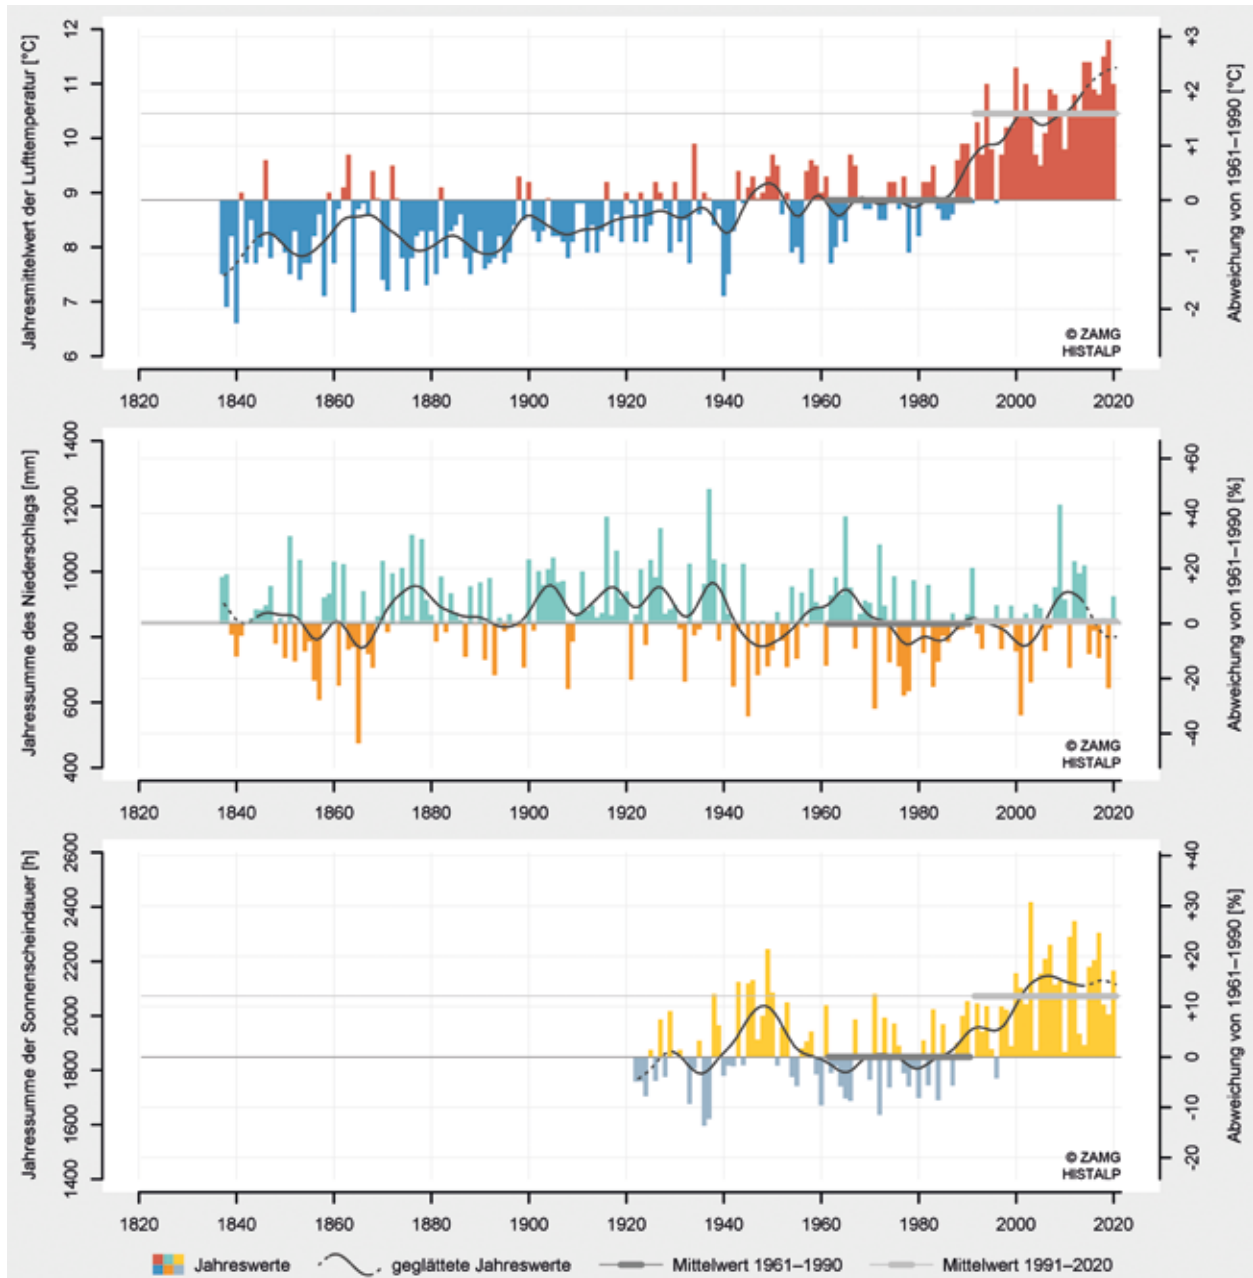 Jahresmittelwert der Lufttemperatur [°C]
12
11
10
9
8
7
6
+3
+2
+1
0
-1
-2
Abweichung von 1961–1990 [°C]
© ZAMG
HISTALP
1820 1840 1860 1880 1900 1920 1940 1960 1980 2000 2020
Jahressumme des Niederschlags [mm]
1400
1200
1000
800
600
400
+60
+40
+20
0
-20
-40
Abweichung von 1961–1990 [%]
© ZAMG
HISTALP
1820 1840 1860 1880 1900 1920 1940 1960 1980 2000 2020
Jahressumme der Sonnenscheindauer [h]
2600
2400
2200
2000
1800
1600
1400
+40
+30
+20
+10
0
-10
-20
Abweichung von 1961–1990 [%]
© ZAMG
HISTALP
1820 1840 1860 1880 1900 1920 1940 1960 1980 2000 2020
Jahreswerte geglättete Jahreswerte Mittelwert 1961–1990 Mittelwert 1991–2020